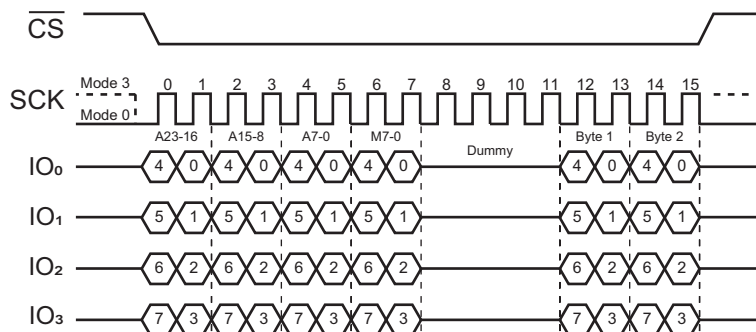 CS
Mode 3 0 1 2 3 4 5 6 7 8 9 10 11 12 13 14 15
SCK
Mode 0
A23-16 A15-8 A7-0 M7-0 Dummy Byte 1 Byte 2
IO₀ 4 0 4 0 4 0 4 0 4 0 4 0
IO₁ 5 1 5 1 5 1 5 1 5 1 5 1
IO₂ 6 2 6 2 6 2 6 2 6 2 6 2
IO₃ 7 3 7 3 7 3 7 3 7 3 7 3